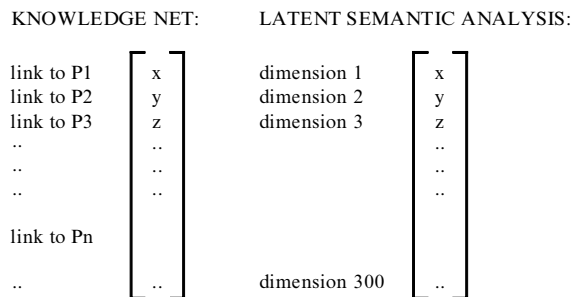 KNOWLEDGE NET: LATENT SEMANTIC ANALYSIS:
link to P1 x dimension 1 x
link to P2 y dimension 2 y
link to P3 z dimension 3 z
.. .. ..
.. .. ..
.. .. ..
link to Pn
.. .. dimension 300 ..